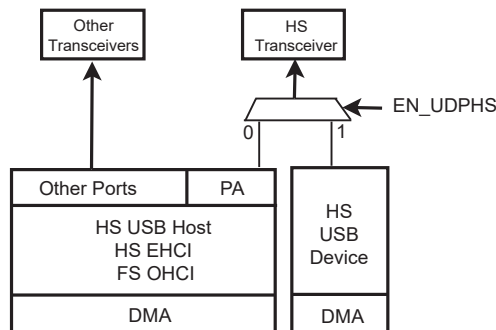 Other
Transceivers
HS
Transceiver
EN_UDPHS
0
1
Other Ports
PA
HS USB Host
HS EHCI
FS OHCI
DMA
HS
USB
Device
DMA